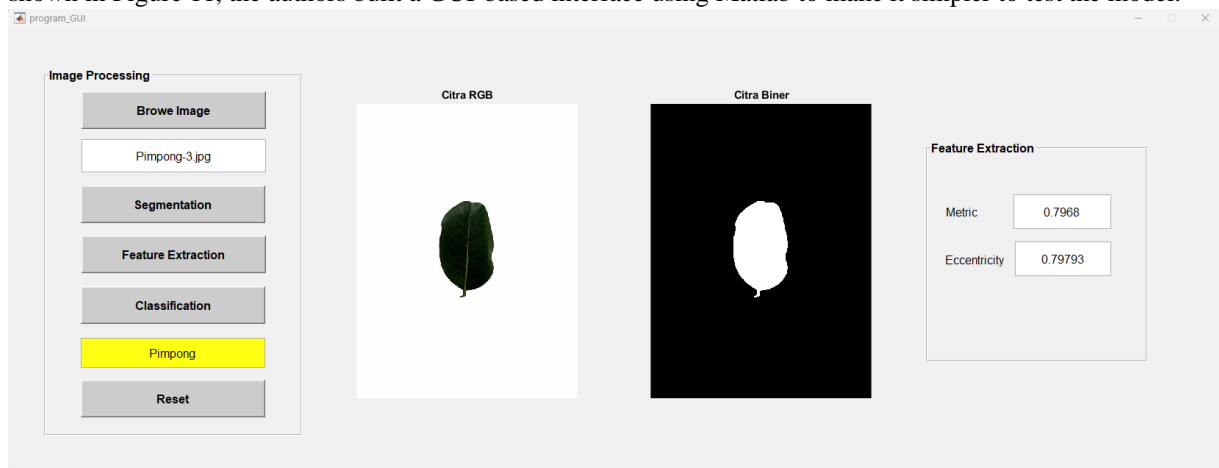 shown in Figure 11, the authors built a GUI-based interface using Matlab to make it simpler to test the model.
program_GUI
Image Processing
Browe Image
Pimpong-3.jpg
Segmentation
Feature Extraction
Classification
Pimpong
Reset
Citra RGB
Citra Biner
Feature Extraction
Metric 0.7968
Eccentricity 0.79793